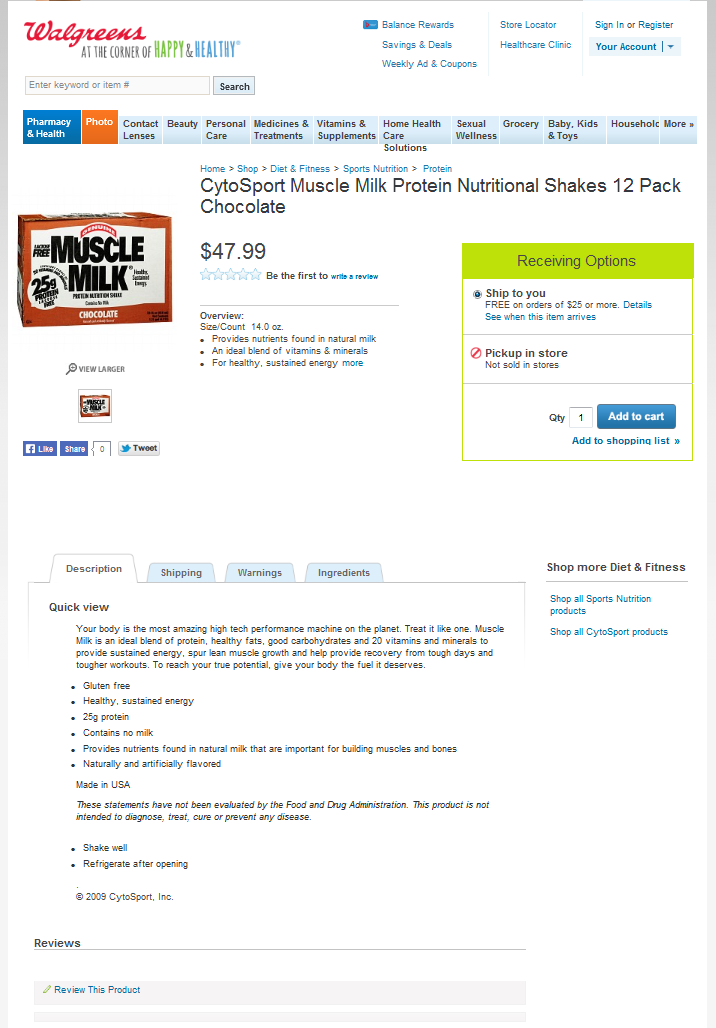 Walgreens
AT THE CORNER OF HAPPY & HEALTHY
Balance Rewards
Savings & Deals
Weekly Ad & Coupons
Store Locator
Healthcare Clinic
Sign In or Register
Your Account
Enter keyword or item #
Search
Pharmacy & Health
Photo
Contact Lenses
Beauty
Personal Care
Medicines & Treatments
Vitamins & Supplements
Home Health Care Solutions
Sexual Wellness
Grocery
Baby, Kids & Toys
Household
More »
Home > Shop > Diet & Fitness > Sports Nutrition > Protein
CytoSport Muscle Milk Protein Nutritional Shakes 12 Pack
Chocolate
LACTOSE FREE
MUSCLE
MILK
25g
PROTEIN
PROTEIN NUTRITION SHAKE
Contains No Milk
Healthy, Sustained Energy.
CHOCOLATE
VIEW LARGER
MUSCLE
MILK
Like
Share
0
Tweet
$47.99
Be the first to write a review
Overview:
Size/Count 14.0 oz.
Provides nutrients found in natural milk
An ideal blend of vitamins & minerals
For healthy, sustained energy more
Receiving Options
Ship to you
FREE on orders of $25 or more. Details
See when this item arrives
Pickup in store
Not sold in stores
Qty 1 Add to cart
Add to shopping list »
Description
Shipping
Warnings
Ingredients
Quick view
Your body is the most amazing high tech performance machine on the planet. Treat it like one. Muscle
Milk is an ideal blend of protein, healthy fats, good carbohydrates and 20 vitamins and minerals to
provide sustained energy, spur lean muscle growth and help provide recovery from tough days and
tougher workouts. To reach your true potential, give your body the fuel it deserves.
Gluten free
Healthy, sustained energy
25g protein
Contains no milk
Provides nutrients found in natural milk that are important for building muscles and bones
Naturally and artificially flavored
Made in USA
These statements have not been evaluated by the Food and Drug Administration. This product is not
intended to diagnose, treat, cure or prevent any disease.
Shake well
Refrigerate after opening
.
© 2009 CytoSport, Inc.
Shop more Diet & Fitness
Shop all Sports Nutrition
products
Shop all CytoSport products
Reviews
Review This Product